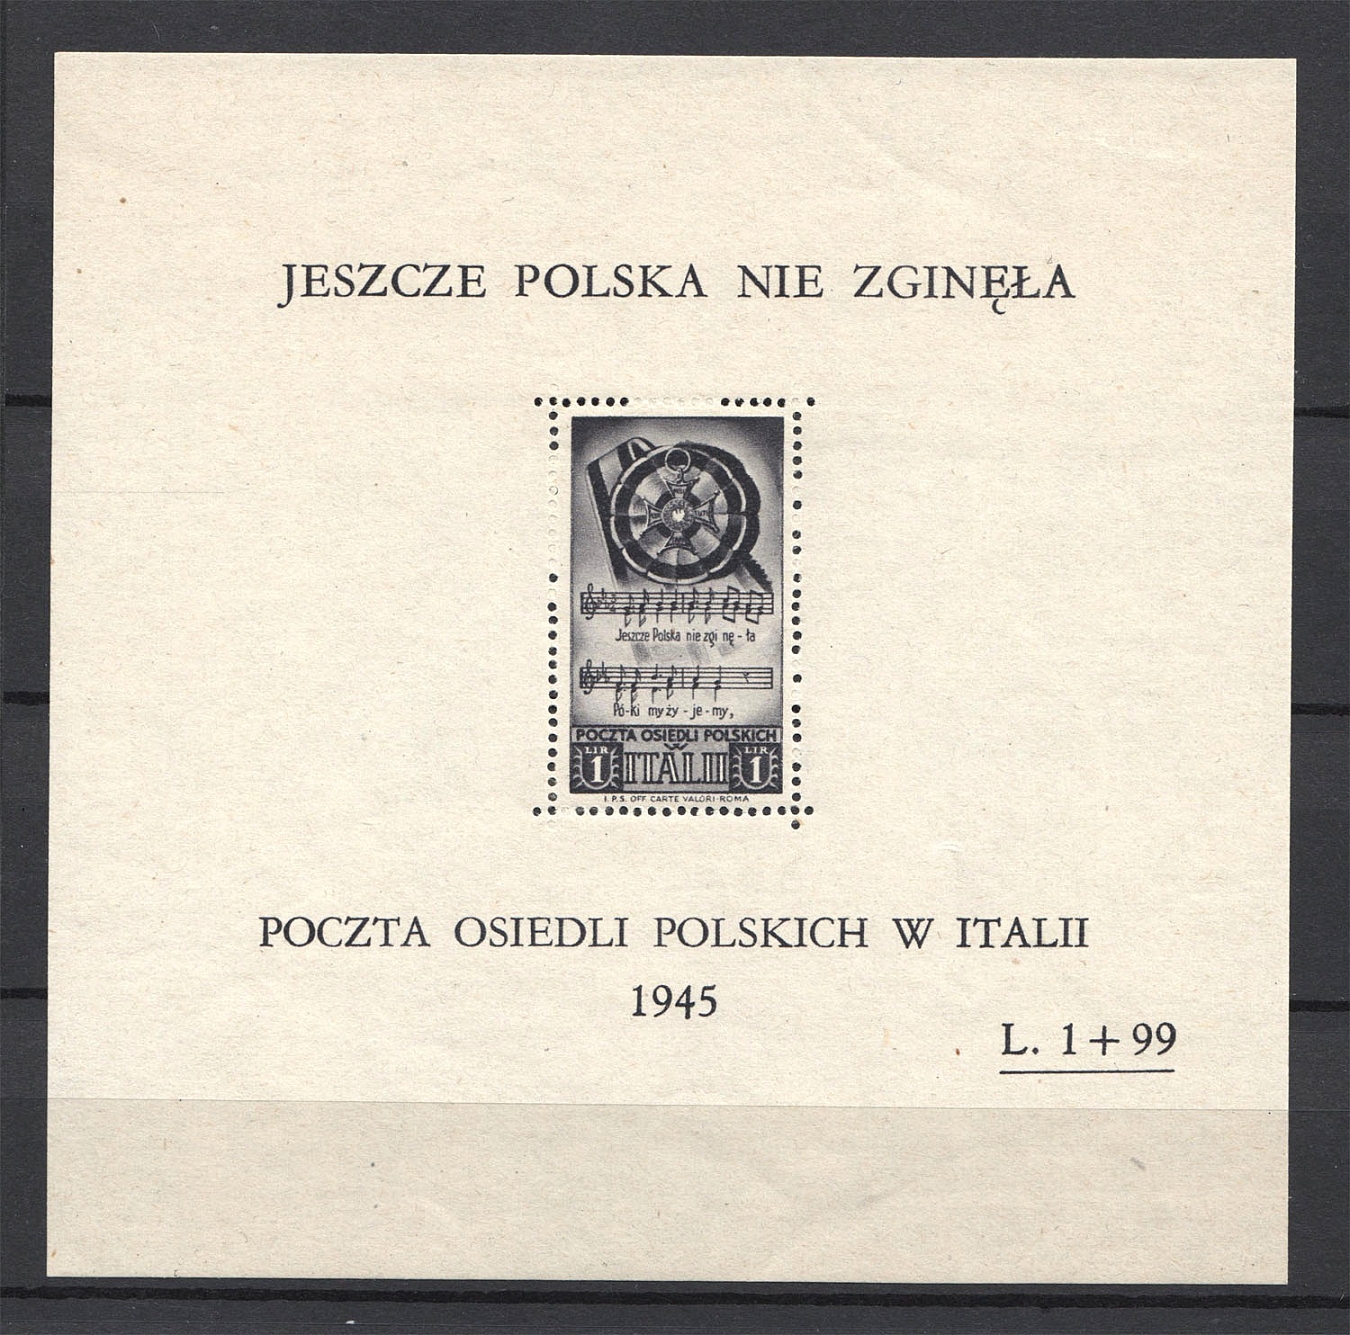 JESZCZE POLSKA NIE ZGINĘŁA
Jeszcze Polska nie zgi nę - ła
Pó-ki my ży - je - my,
POCZTA OSIEDLI POLSKICH
W
LIR
1
ITALII
LIR
1
I.P.S. OFF. CARTE VALORI-ROMA
POCZTA OSIEDLI POLSKICH W ITALII
1945
L. 1+99